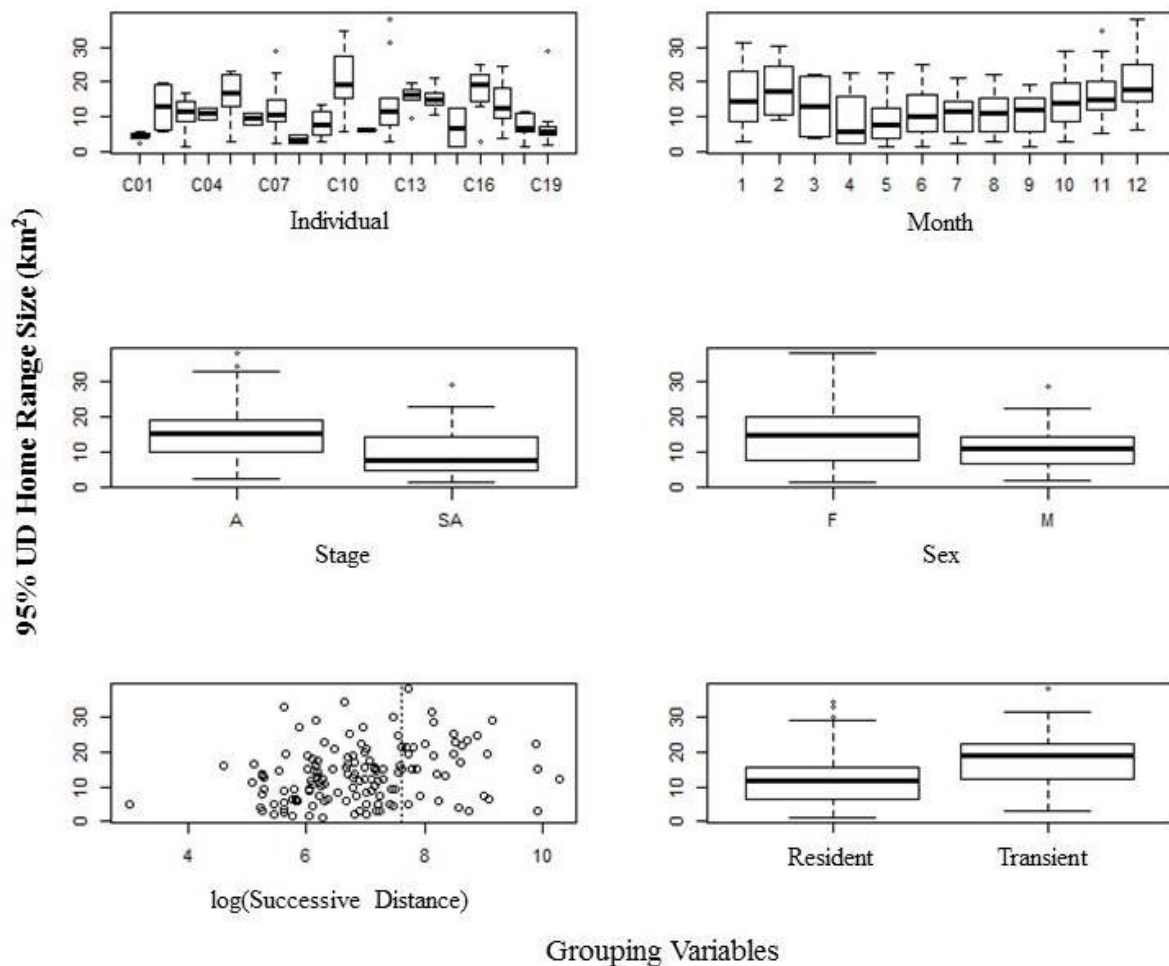 95% UD Home Range Size (km²)
0 10 20 30
C01 C04 C07 C10 C13 C16 C19
Individual
0 10 20 30
1 2 3 4 5 6 7 8 9 10 11 12
Month
0 10 20 30
A SA
Stage
0 10 20 30
F M
Sex
0 10 20 30
4 6 8 10
log(Successive Distance)
0 10 20 30
Resident Transient
Grouping Variables